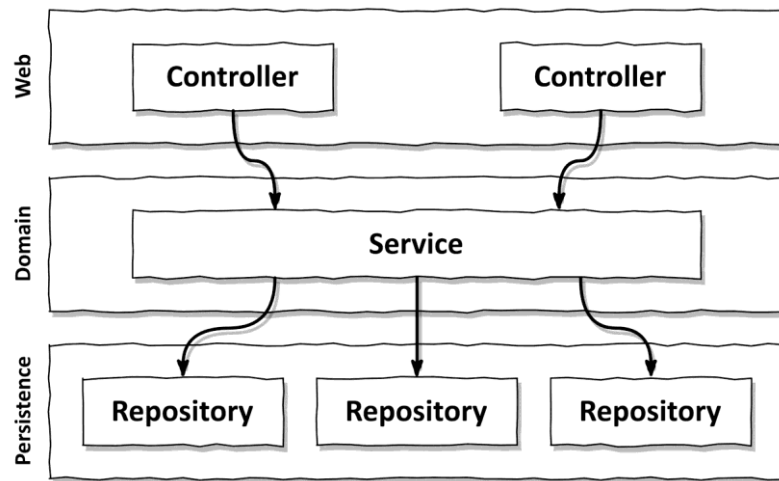 Web
Controller
Controller
Domain
Service
Persistence
Repository
Repository
Repository